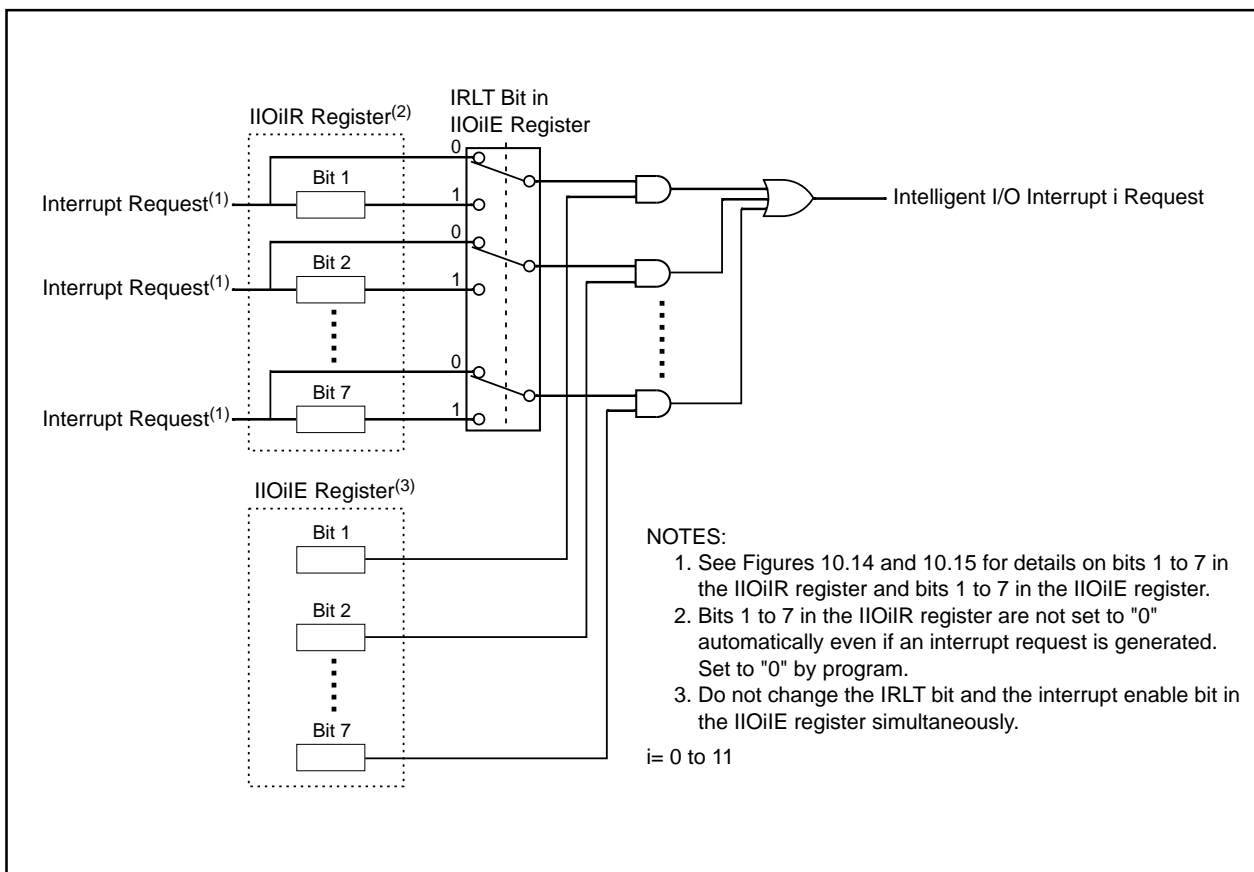 IIOiIR Register(2)
IRLT Bit in
IIOiIE Register
0
Bit 1
Interrupt Request(1)
1
Intelligent I/O Interrupt i Request
0
Bit 2
Interrupt Request(1)
1
0
Bit 7
Interrupt Request(1)
1
IIOiIE Register(3)
Bit 1
Bit 2
Bit 7
NOTES:
1. See Figures 10.14 and 10.15 for details on bits 1 to 7 in
the IIOiIR register and bits 1 to 7 in the IIOiIE register.
2. Bits 1 to 7 in the IIOiIR register are not set to "0"
automatically even if an interrupt request is generated.
Set to "0" by program.
3. Do not change the IRLT bit and the interrupt enable bit in
the IIOiIE register simultaneously.
i= 0 to 11